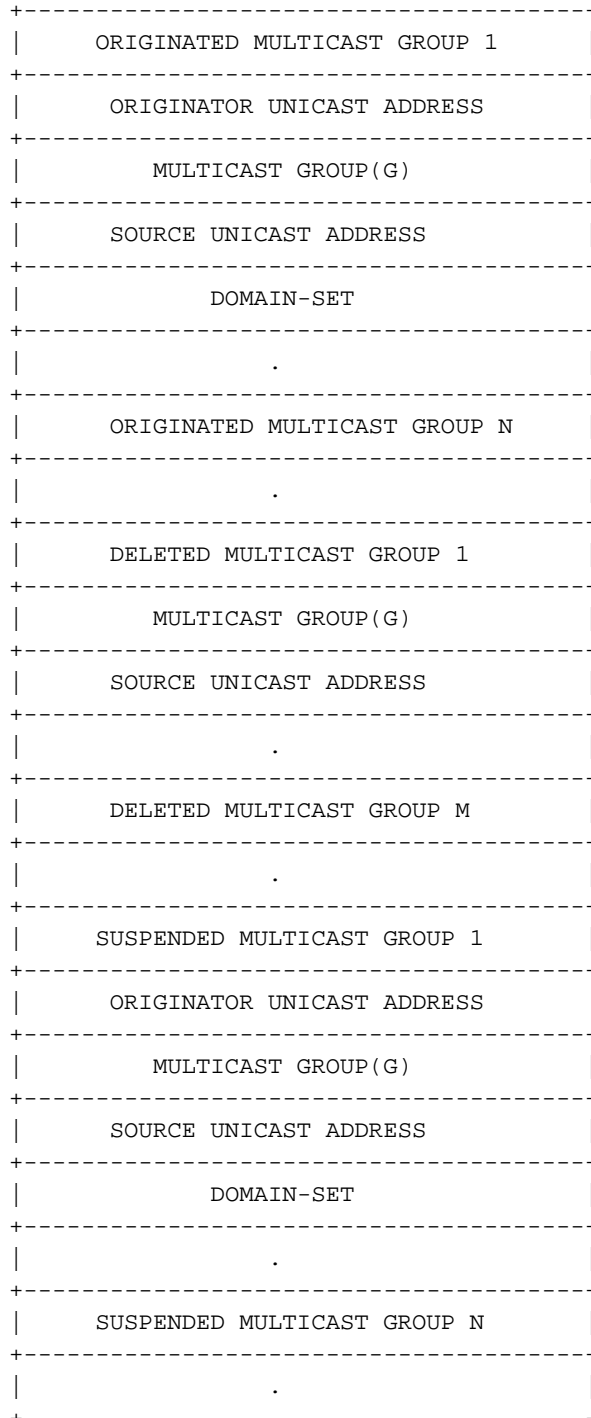 ORIGINATED MULTICAST GROUP 1
ORIGINATOR UNICAST ADDRESS
MULTICAST GROUP(G)
SOURCE UNICAST ADDRESS
DOMAIN-SET
.
ORIGINATED MULTICAST GROUP N
.
DELETED MULTICAST GROUP 1
MULTICAST GROUP(G)
SOURCE UNICAST ADDRESS
.
DELETED MULTICAST GROUP M
.
SUSPENDED MULTICAST GROUP 1
ORIGINATOR UNICAST ADDRESS
MULTICAST GROUP(G)
SOURCE UNICAST ADDRESS
DOMAIN-SET
.
SUSPENDED MULTICAST GROUP N
.